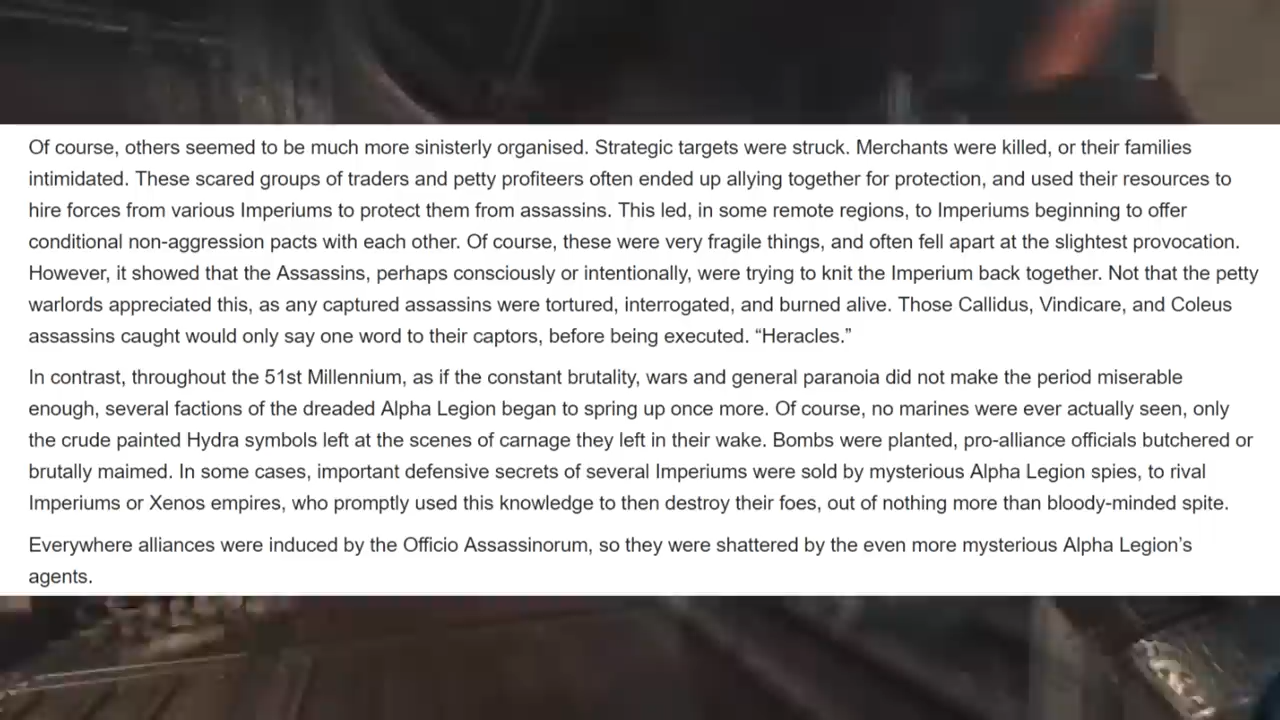 Of course, others seemed to be much more sinisterly organised. Strategic targets were struck. Merchants were killed, or their families
intimidated. These scared groups of traders and petty profiteers often ended up allying together for protection, and used their resources to
hire forces from various Imperiums to protect them from assassins. This led, in some remote regions, to Imperiums beginning to offer
conditional non-aggression pacts with each other. Of course, these were very fragile things, and often fell apart at the slightest provocation.
However, it showed that the Assassins, perhaps consciously or intentionally, were trying to knit the Imperium back together. Not that the petty
warlords appreciated this, as any captured assassins were tortured, interrogated, and burned alive. Those Callidus, Vindicare, and Coleus
assassins caught would only say one word to their captors, before being executed. “Heracles.”
In contrast, throughout the 51st Millennium, as if the constant brutality, wars and general paranoia did not make the period miserable
enough, several factions of the dreaded Alpha Legion began to spring up once more. Of course, no marines were ever actually seen, only
the crude painted Hydra symbols left at the scenes of carnage they left in their wake. Bombs were planted, pro-alliance officials butchered or
brutally maimed. In some cases, important defensive secrets of several Imperiums were sold by mysterious Alpha Legion spies, to rival
Imperiums or Xenos empires, who promptly used this knowledge to then destroy their foes, out of nothing more than bloody-minded spite.
Everywhere alliances were induced by the Officio Assassinorum, so they were shattered by the even more mysterious Alpha Legion’s
agents.